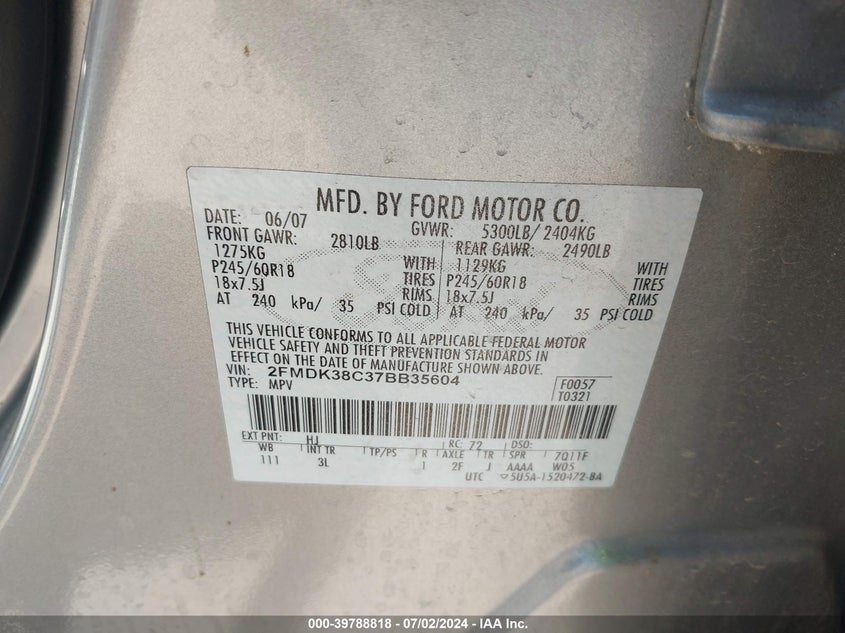 MFD. BY FORD MOTOR CO.
DATE: 06/07 GVWR: 5300LB/ 2404KG
FRONT GAWR: 2810LB REAR GAWR: 2490LB
1275KG WITH 1129KG WITH
P245/60R18 TIRES P245/60R18 TIRES
18x7.5J RIMS 18x7.5J RIMS
AT 240 kPa/ 35 PSI COLD AT 240 kPa/ 35 PSI COLD
THIS VEHICLE CONFORMS TO ALL APPLICABLE FEDERAL MOTOR
VEHICLE SAFETY AND THEFT PREVENTION STANDARDS IN
EFFECT ON THE DATE OF MANUFACTURE SHOWN ABOVE.
VIN: 2FMDK38C37BB35604 F0057
TYPE: MPV T0321
EXT PNT: HJ RC: 72 DSO:
WB INT TR TP/PS R AXLE TR SPR 7Q11F
111 3L 1 2F J AAAA W05
UTC 5U5A-1520472-BA
000-39788818 - 07/02/2024 - IAA Inc.